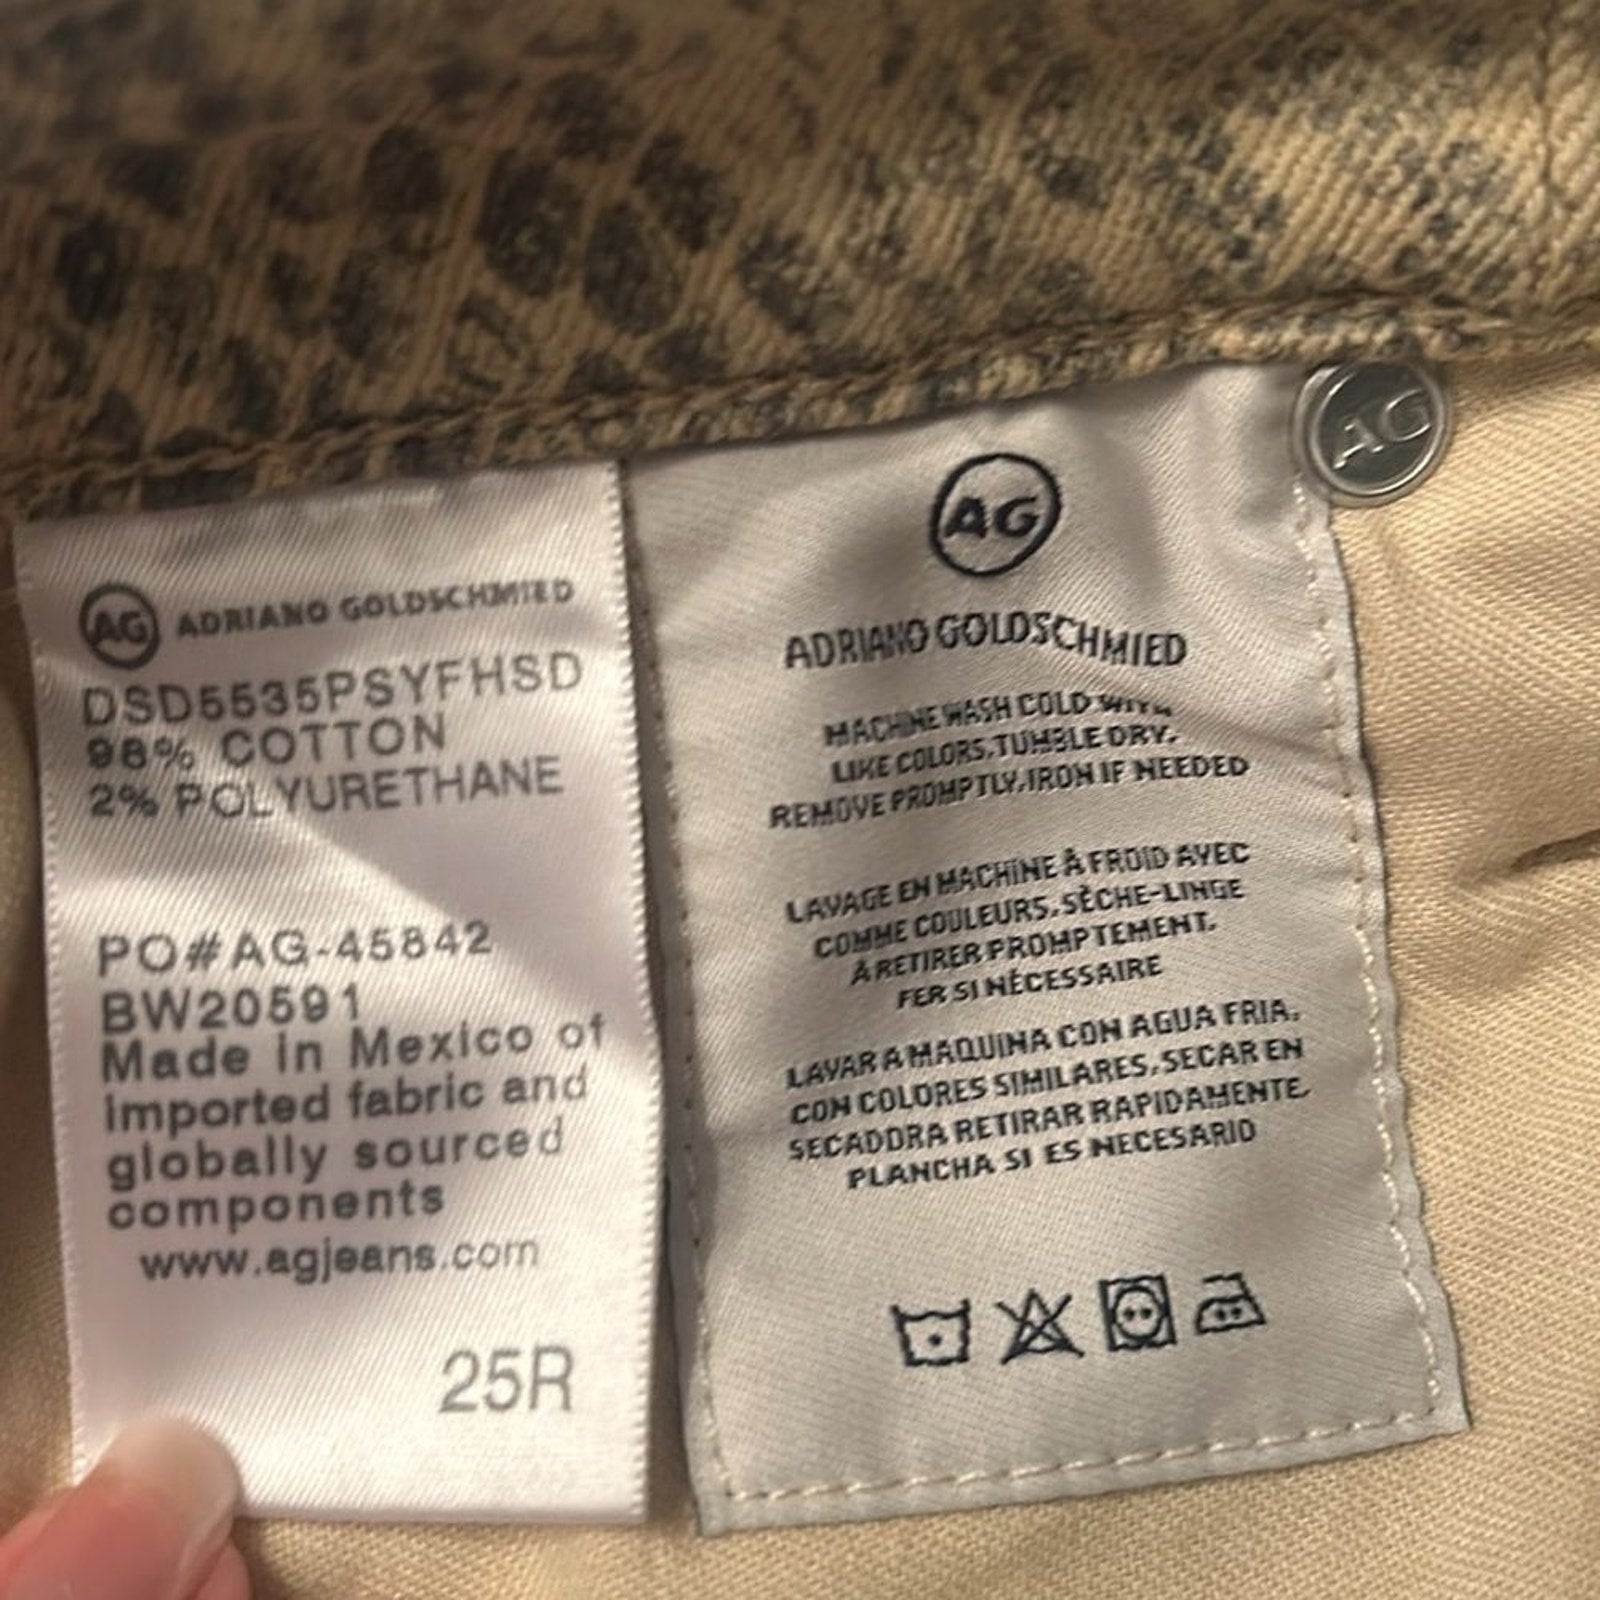 AG ADRIANO GOLDSCHMIED
DSD5535PSYFHSD
98% COTTON
2% POLYURETHANE
PO#AG-45842
BW20591
Made in Mexico of
imported fabric and
globally sourced
components
www.agjeans.com
25R
AG
AG
ADRIANO GOLDSCHMIED
MACHINE WASH COLD WITH
LIKE COLORS. TUMBLE DRY.
REMOVE PROMPTLY. IRON IF NEEDED
LAVAGE EN MACHINE À FROID AVEC
COMME COULEURS. SÈCHE-LINGE
À RETIRER PROMPTEMENT.
FER SI NÉCESSAIRE
LAVAR A MAQUINA CON AGUA FRIA.
CON COLORES SIMILARES. SECAR EN
SECADORA RETIRAR RAPIDAMENTE.
PLANCHA SI ES NECESARIO